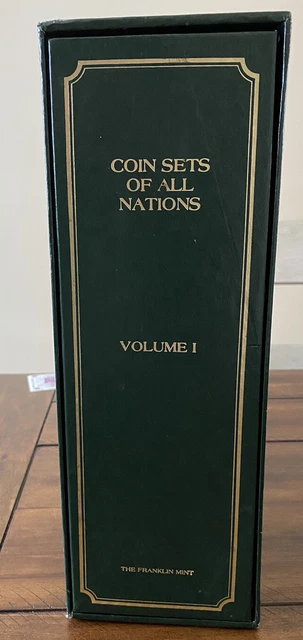 COIN SETS
OF ALL
NATIONS
VOLUME I
THE FRANKLIN MINT